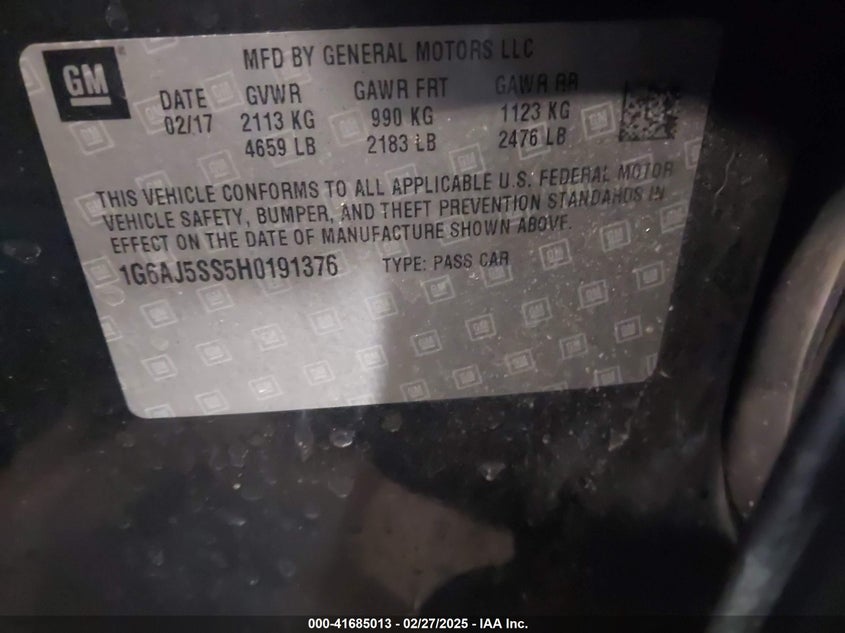 GM
MFD BY GENERAL MOTORS LLC
DATE GVWR GAWR FRT GAWR RR
02/17 2113 KG 990 KG 1123 KG
4659 LB 2183 LB 2476 LB
THIS VEHICLE CONFORMS TO ALL APPLICABLE U.S. FEDERAL MOTOR
VEHICLE SAFETY, BUMPER, AND THEFT PREVENTION STANDARDS IN
EFFECT ON THE DATE OF MANUFACTURE SHOWN ABOVE.
1G6AJ5SS5H0191376 TYPE: PASS CAR
000-41685013 - 02/27/2025 - IAA Inc.